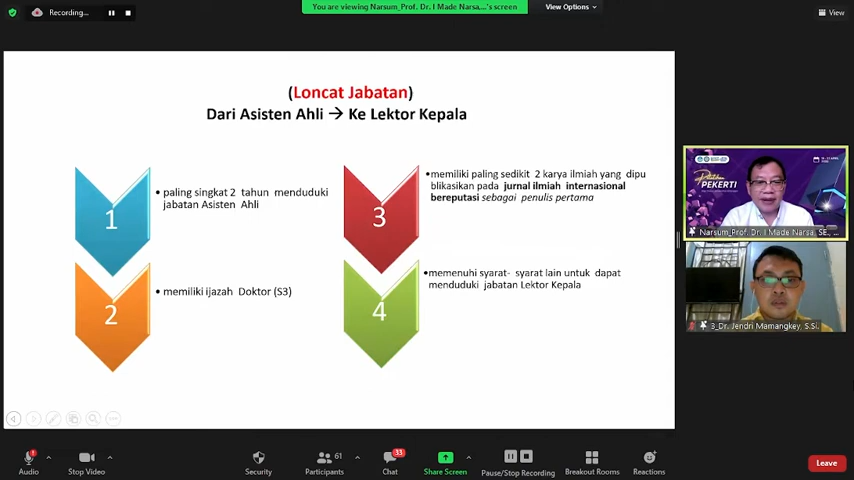 Recording...
You are viewing Narsum_Prof. Dr. I Made Narsa,...'s screen
View Options
View
(Loncat Jabatan)
Dari Asisten Ahli → Ke Lektor Kepala
1
• paling singkat 2 tahun menduduki
jabatan Asisten Ahli
2
• memiliki ijazah Doktor (S3)
3
• memiliki paling sedikit 2 karya ilmiah yang dipu
blikasikan pada jurnal ilmiah internasional
bereputasi sebagai penulis pertama
4
• memenuhi syarat- syarat lain untuk dapat
menduduki jabatan Lektor Kepala
PEKERTI
Narsum_Prof. Dr. I Made Narsa, SE., ...
3_Dr. Jendri Mamangkey, S.Si...
Audio
Stop Video
Security
Participants
61
Chat
33
Share Screen
Pause/Stop Recording
Breakout Rooms
Reactions
Leave